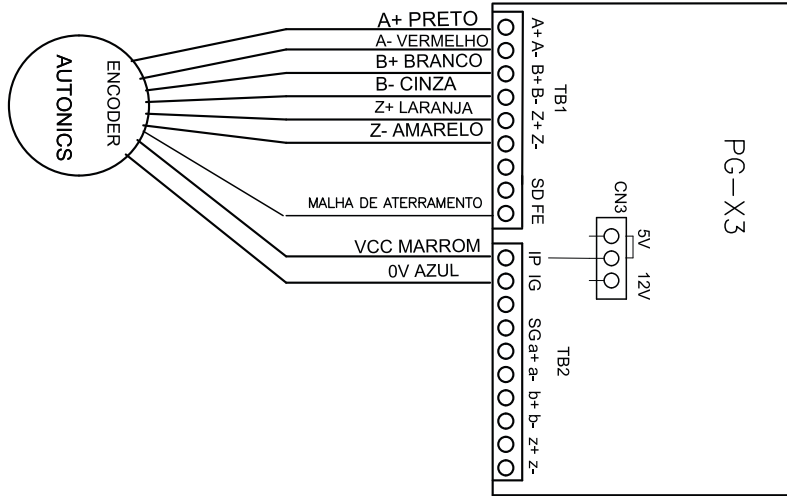 A+ PRETO
A- VERMELHO
B+ BRANCO
B- CINZA
Z+ LARANJA
Z- AMARELO
MALHA DE ATERRAMENTO
VCC MARROM
0V AZUL
ENCODER
AUTONICS
A+ A- B+ B- Z+ Z- SD FE
TB1
IP IG SG a+ a- b+ b- z+ z-
TB2
CN3
5V 12V
PG-X3